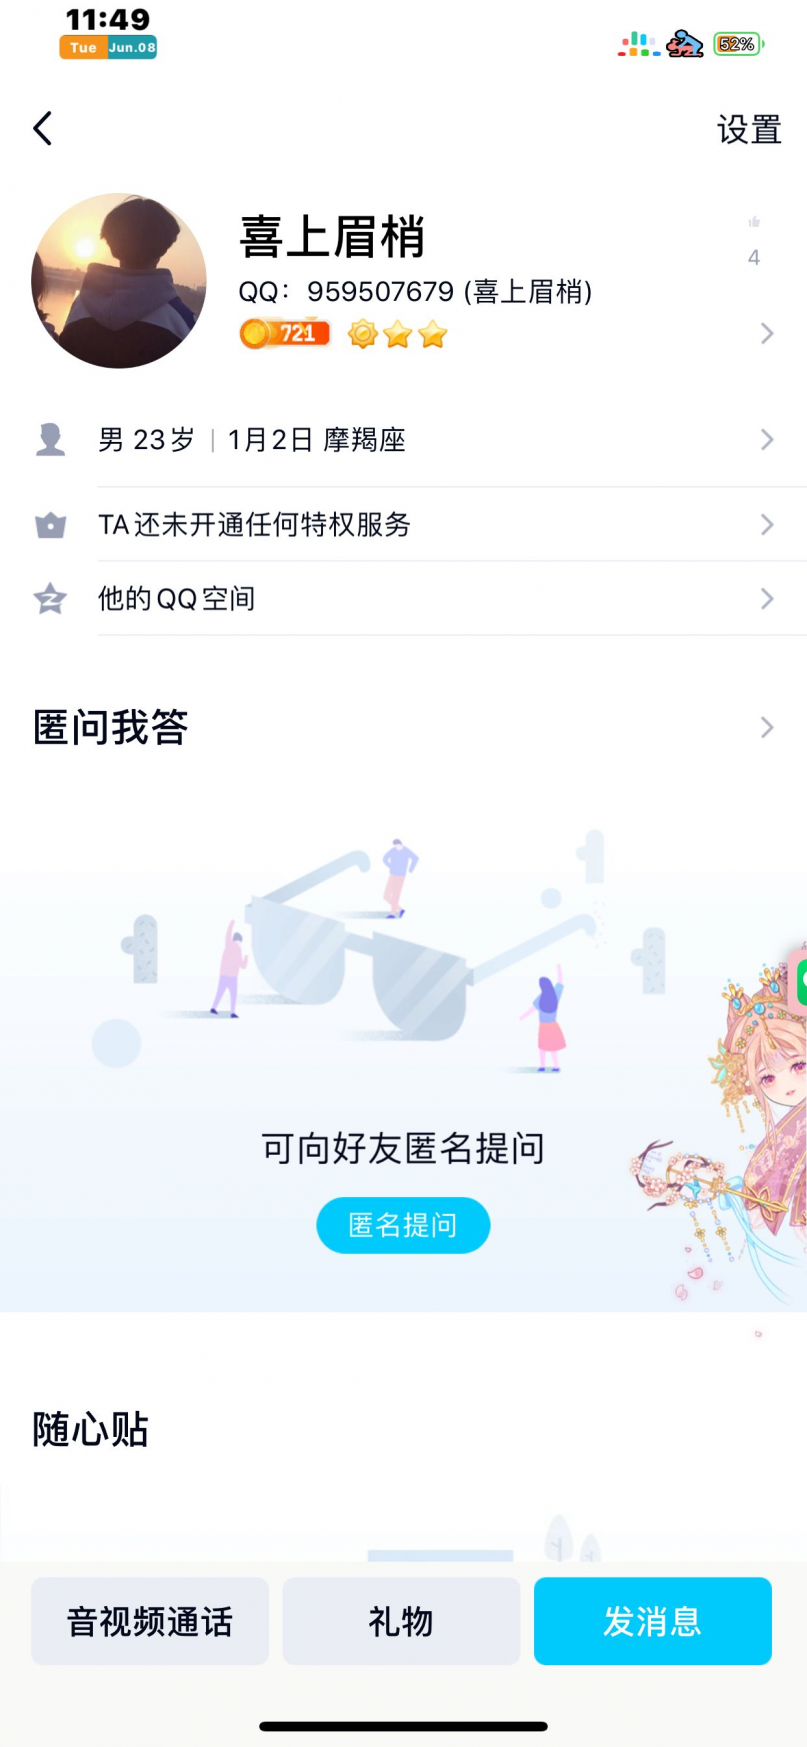 11:49
Tue Jun.08
52%
设置
喜上眉梢
4
QQ：959507679 (喜上眉梢)
721
男 23岁 | 1月2日 摩羯座
TA还未开通任何特权服务
他的QQ空间
匿问我答
可向好友匿名提问
匿名提问
随心贴
音视频通话
礼物
发消息